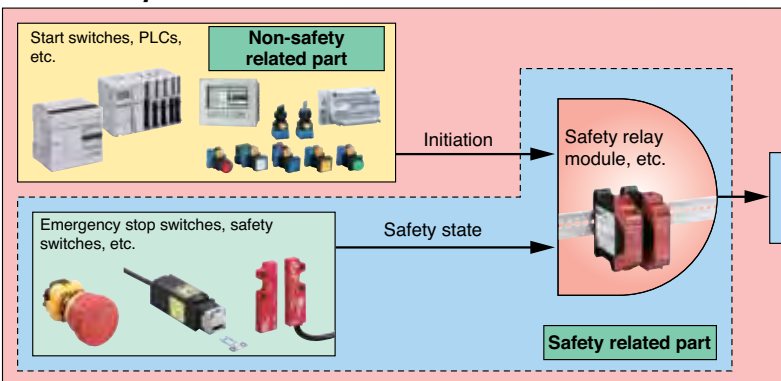 Start switches, PLCs,
etc.
Non-safety
related part
Initiation
Safety relay
module, etc.
Emergency stop switches, safety
switches, etc.
Safety state
Safety related part